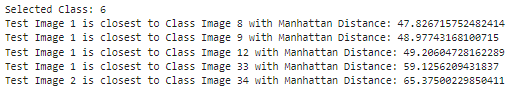 Selected Class: 6
Test Image 1 is closest to Class Image 8 with Manhattan Distance: 47.826715752482414
Test Image 1 is closest to Class Image 9 with Manhattan Distance: 48.97743168100715
Test Image 1 is closest to Class Image 12 with Manhattan Distance: 49.20604728162289
Test Image 1 is closest to Class Image 33 with Manhattan Distance: 59.1256209431837
Test Image 2 is closest to Class Image 34 with Manhattan Distance: 65.37500229850411